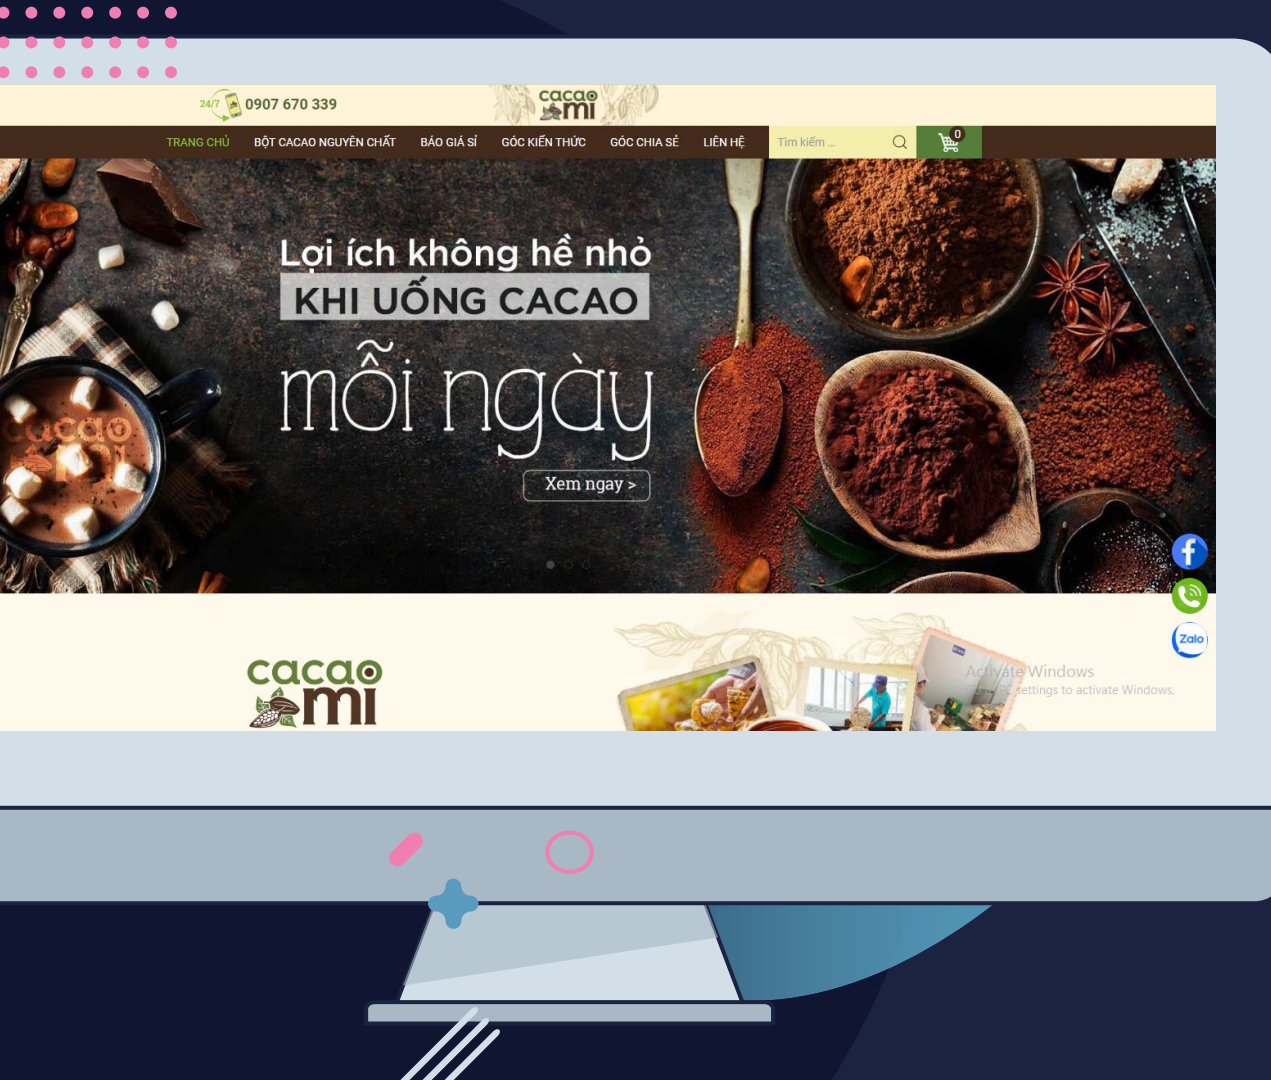 24/7 0907 670 339
cacao
mi
TRANG CHỦ BỘT CACAO NGUYÊN CHẤT BÁO GIÁ SỈ GÓC KIẾN THỨC GÓC CHIA SẺ LIÊN HỆ Tìm kiếm ... 0
Lợi ích không hề nhỏ
KHI UỐNG CACAO
mỗi ngày
Xem ngay >
cacao
mi
Zalo
cacao
mi
Activate Windows
settings to activate Windows.